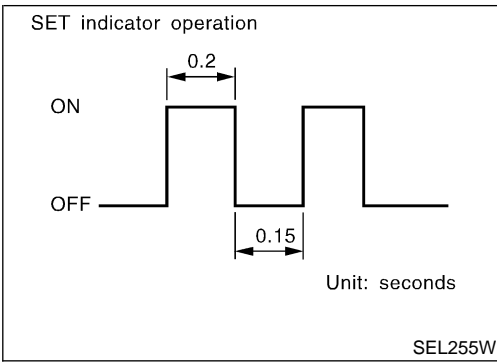 SET indicator operation
0.2
ON
OFF
0.15
Unit: seconds
SEL255W